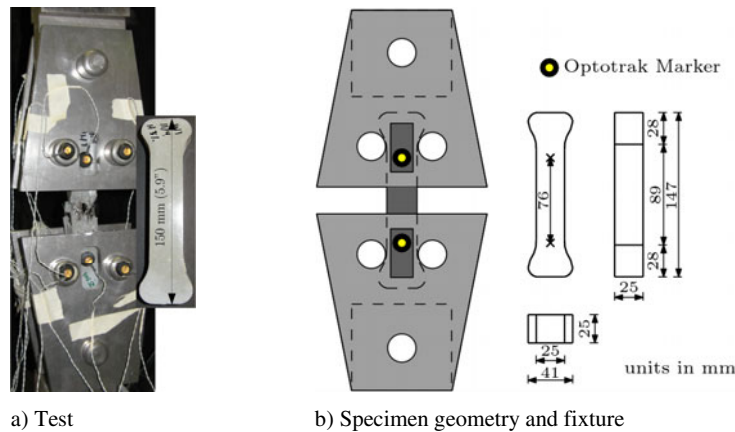 Optotrak Marker
150 mm (5.9")
76
28
89
147
28
25
25
25
41
units in mm
a) Test
b) Specimen geometry and fixture